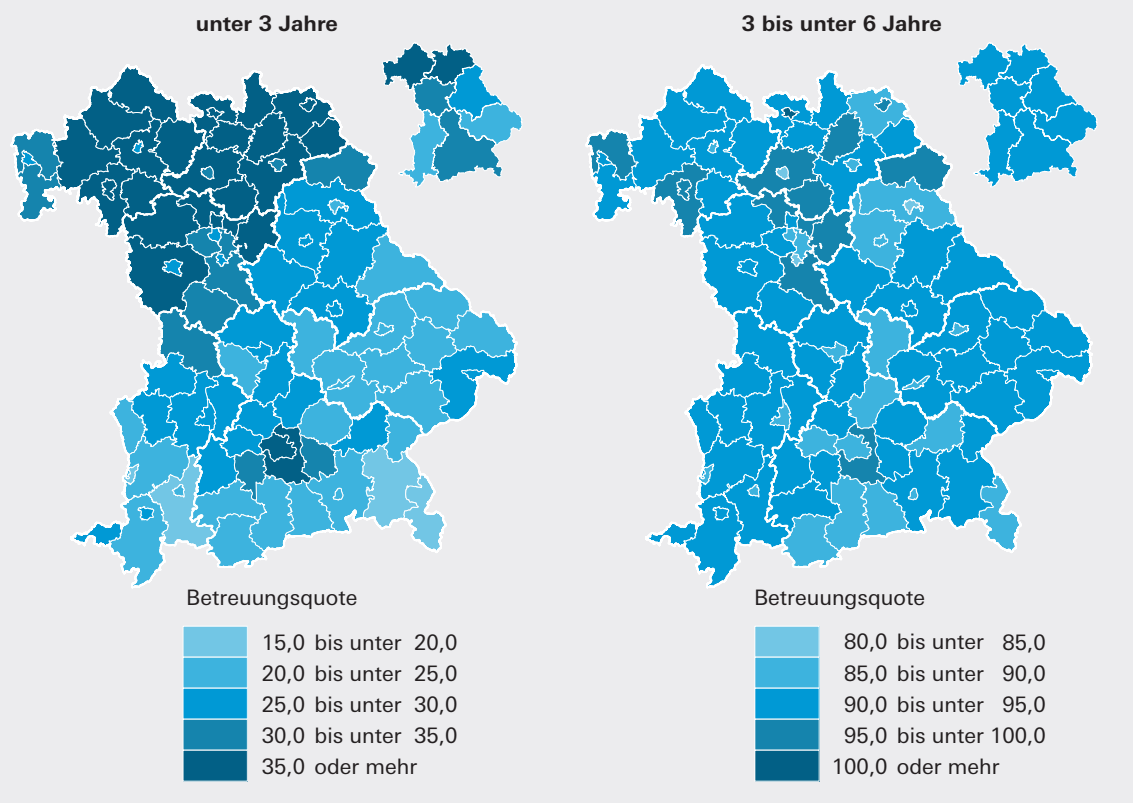 unter 3 Jahre
3 bis unter 6 Jahre
Betreuungsquote
15,0 bis unter 20,0
20,0 bis unter 25,0
25,0 bis unter 30,0
30,0 bis unter 35,0
35,0 oder mehr
Betreuungsquote
80,0 bis unter 85,0
85,0 bis unter 90,0
90,0 bis unter 95,0
95,0 bis unter 100,0
100,0 oder mehr